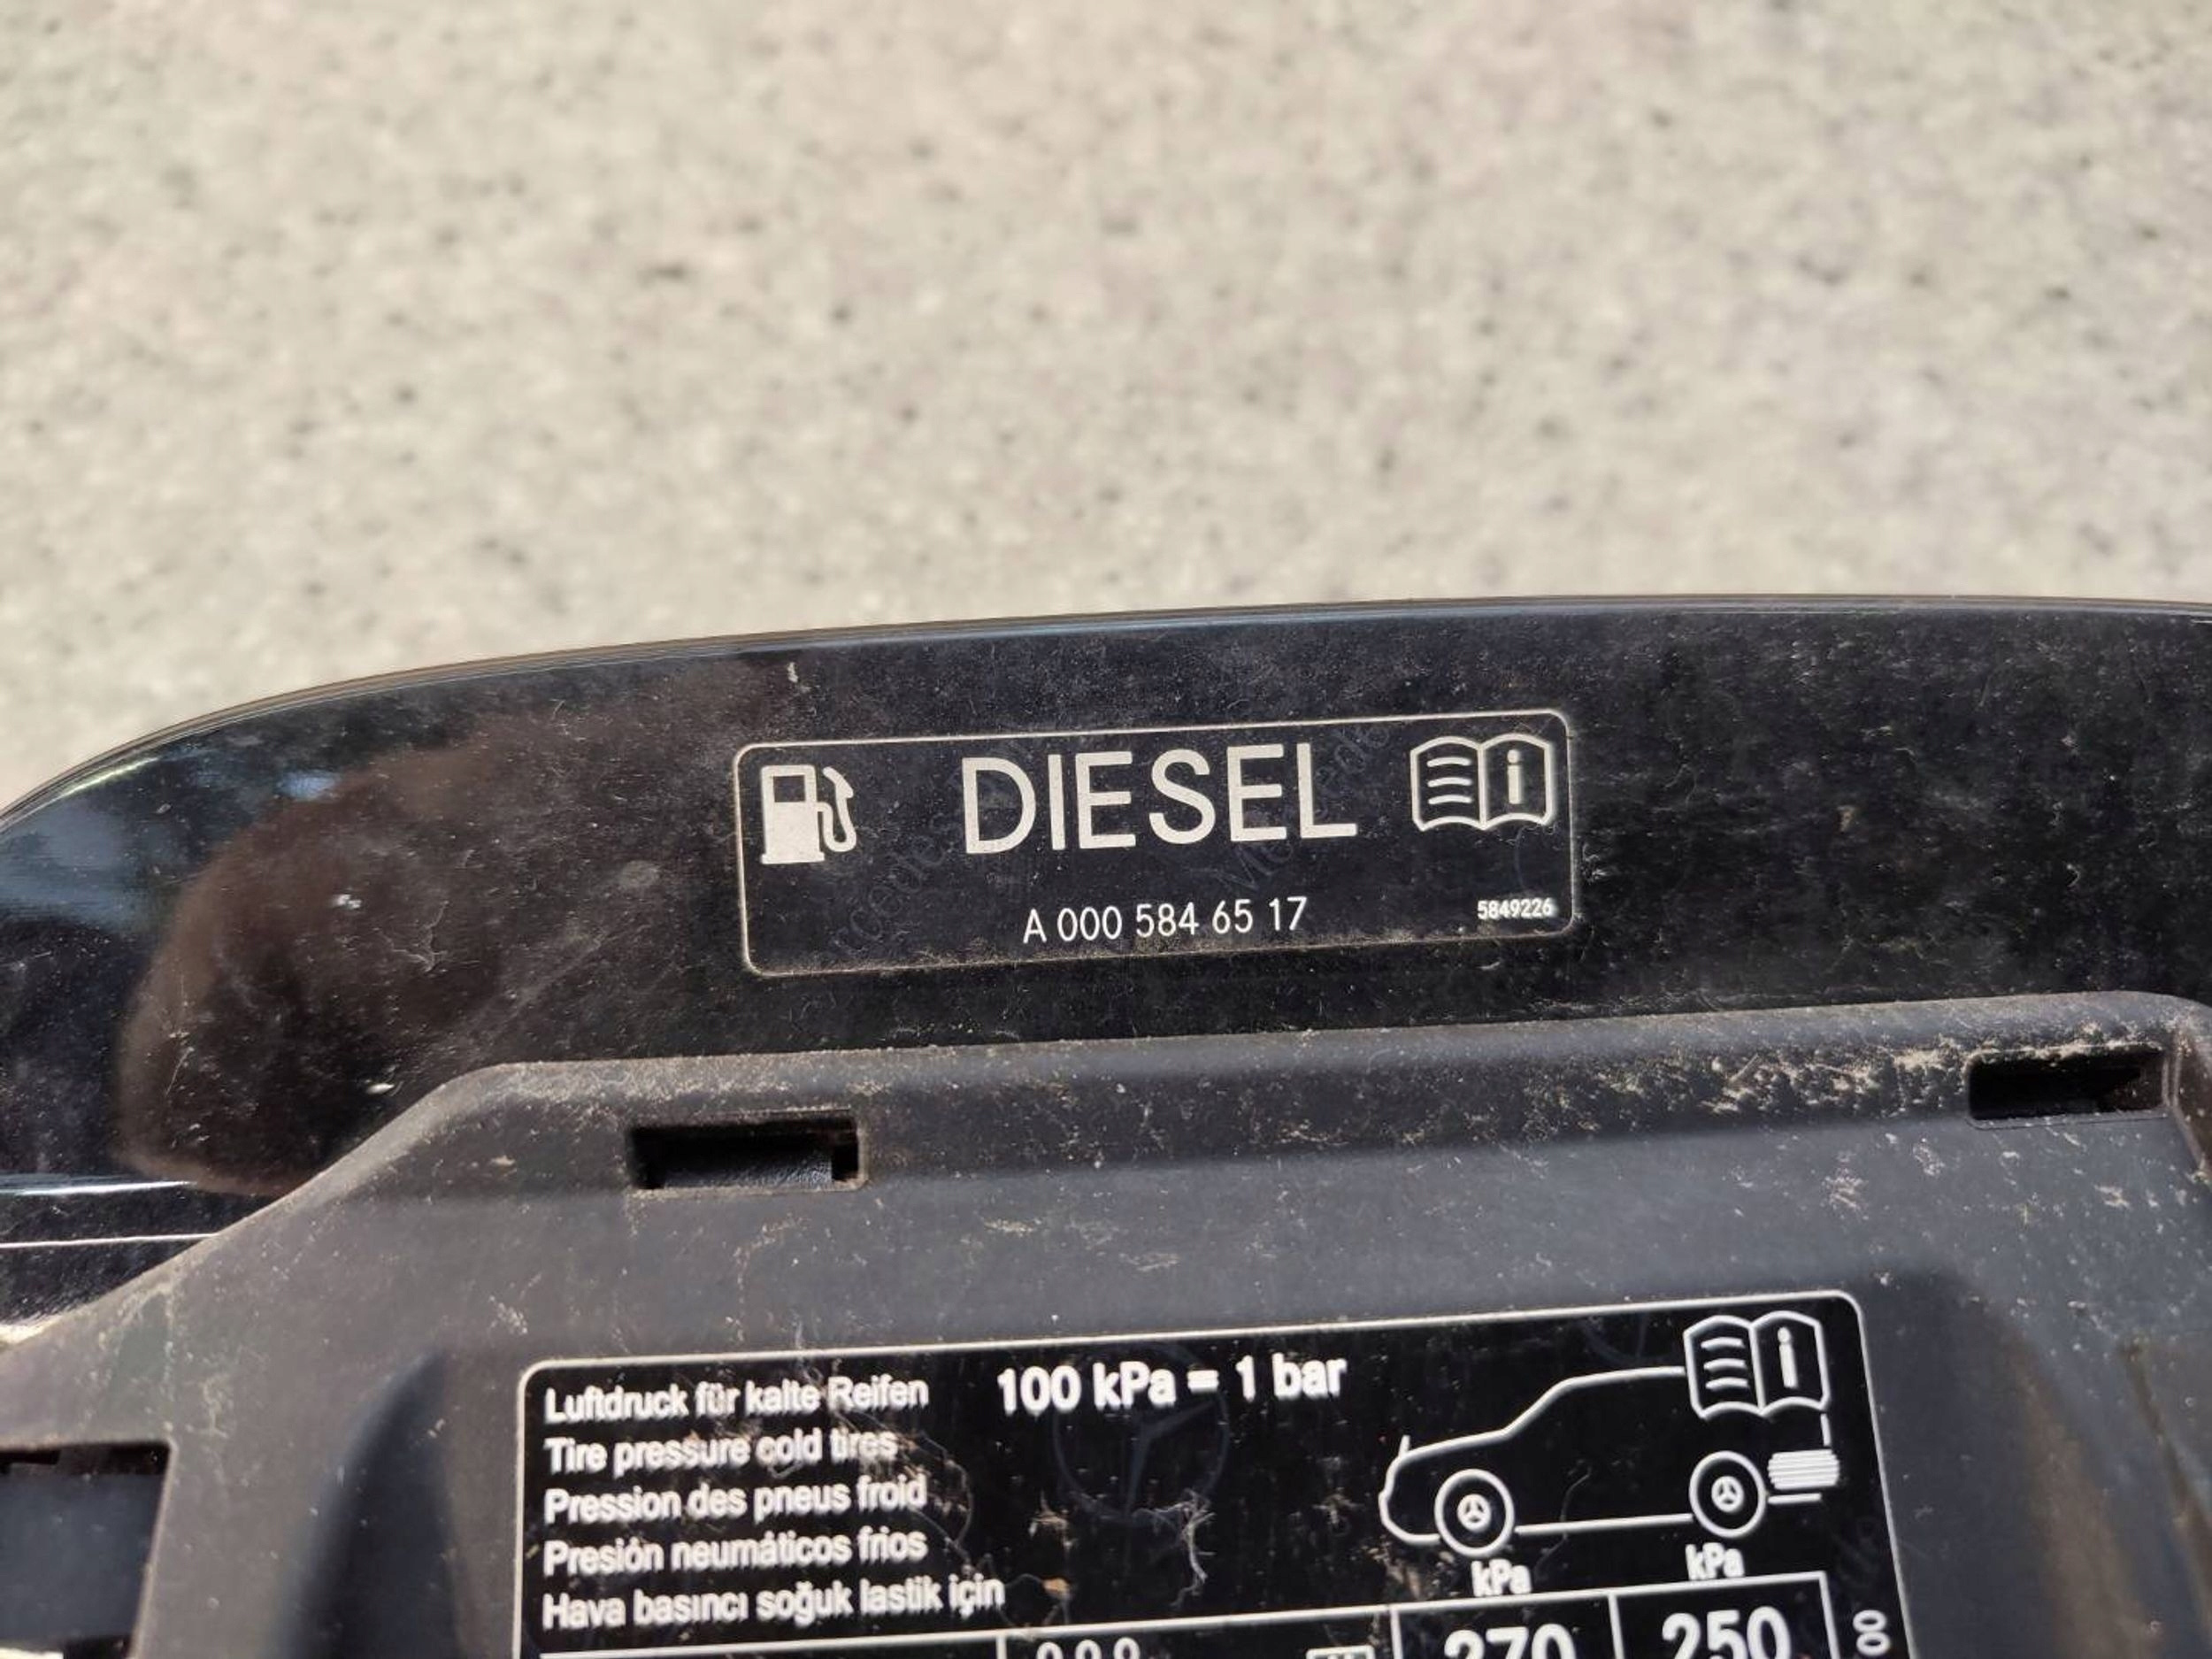 DIESEL
A 000 584 65 17
5849226
Luftdruck für kalte Reifen
100 kPa = 1 bar
Tire pressure cold tires
Pression des pneus froid
Presión neumáticos frios
Hava basıncı soğuk lastik için
kPa
kPa
270
250